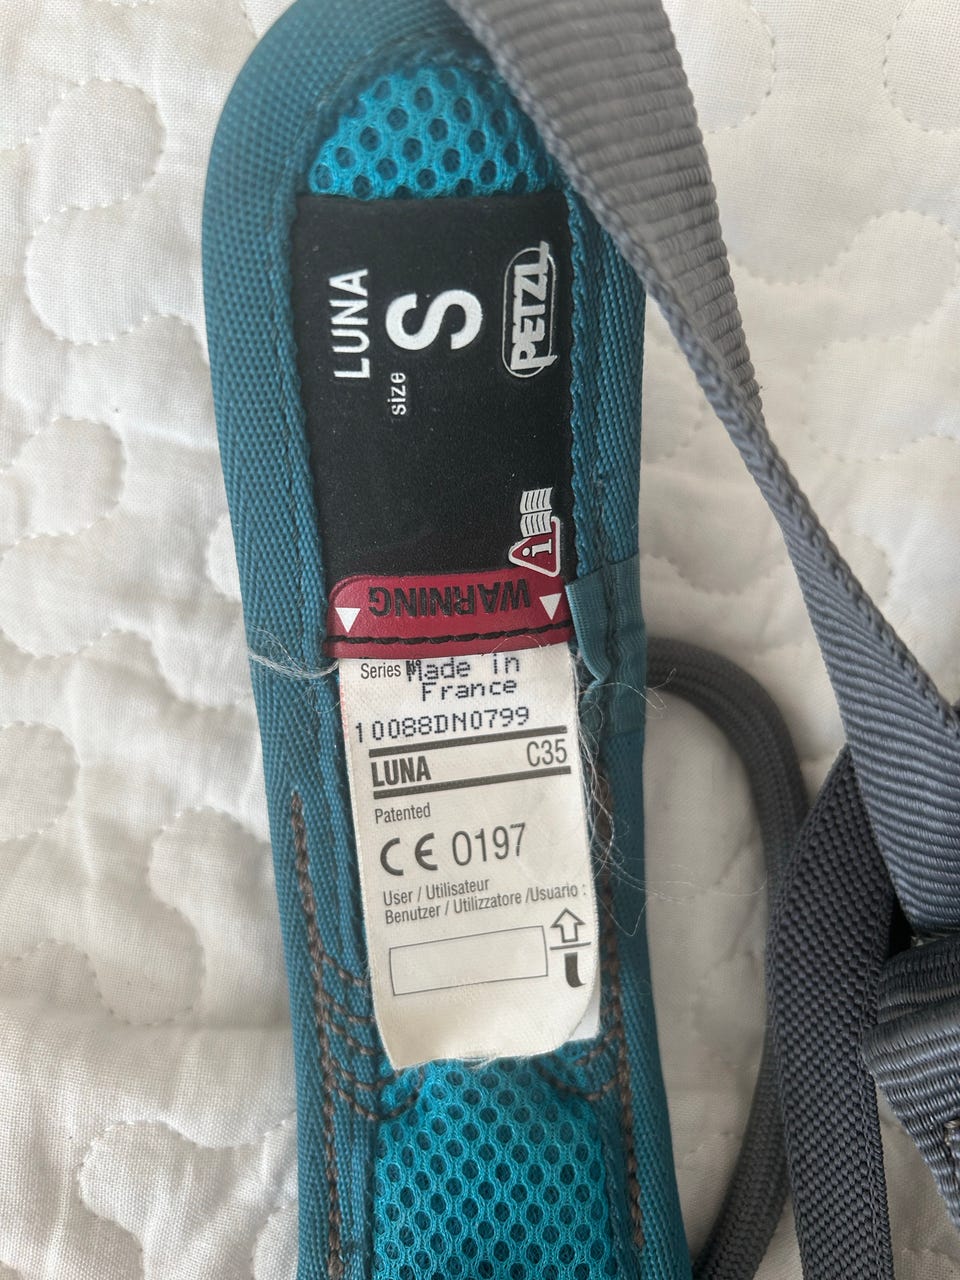 LUNA
size S
PETZL
i
WARNING
Series N° Made in
France
10088DN0799
LUNA C35
Patented
CE 0197
User / Utilisateur
Benutzer / Utilizzatore /Usuario :